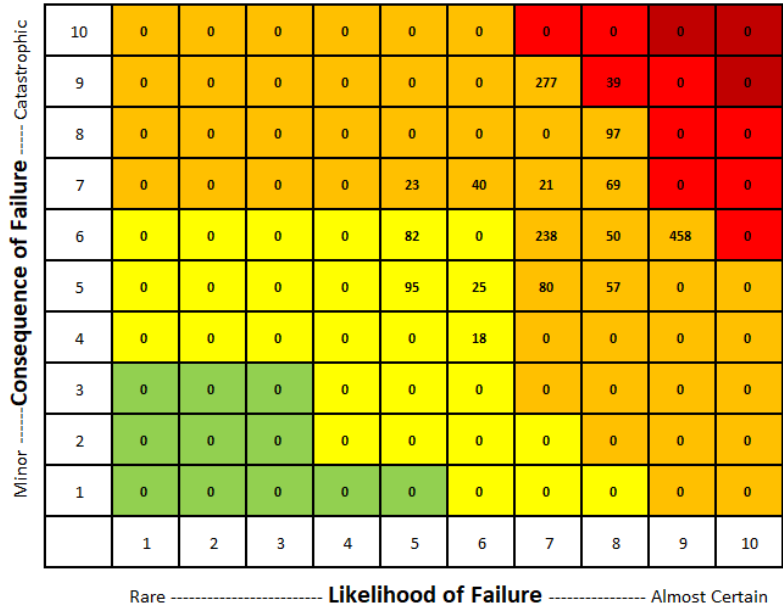 10 0 0 0 0 0 0 0 0 0 0
9 0 0 0 0 0 0 277 39 0 0
8 0 0 0 0 0 0 0 97 0 0
7 0 0 0 0 23 40 21 69 0 0
6 0 0 0 0 82 0 238 50 458 0
5 0 0 0 0 95 25 80 57 0 0
4 0 0 0 0 0 18 0 0 0 0
3 0 0 0 0 0 0 0 0 0 0
2 0 0 0 0 0 0 0 0 0 0
1 0 0 0 0 0 0 0 0 0 0
1 2 3 4 5 6 7 8 9 10
Minor ------Consequence of Failure ----- Catastrophic
Rare ----------------------- Likelihood of Failure ---------------- Almost Certain